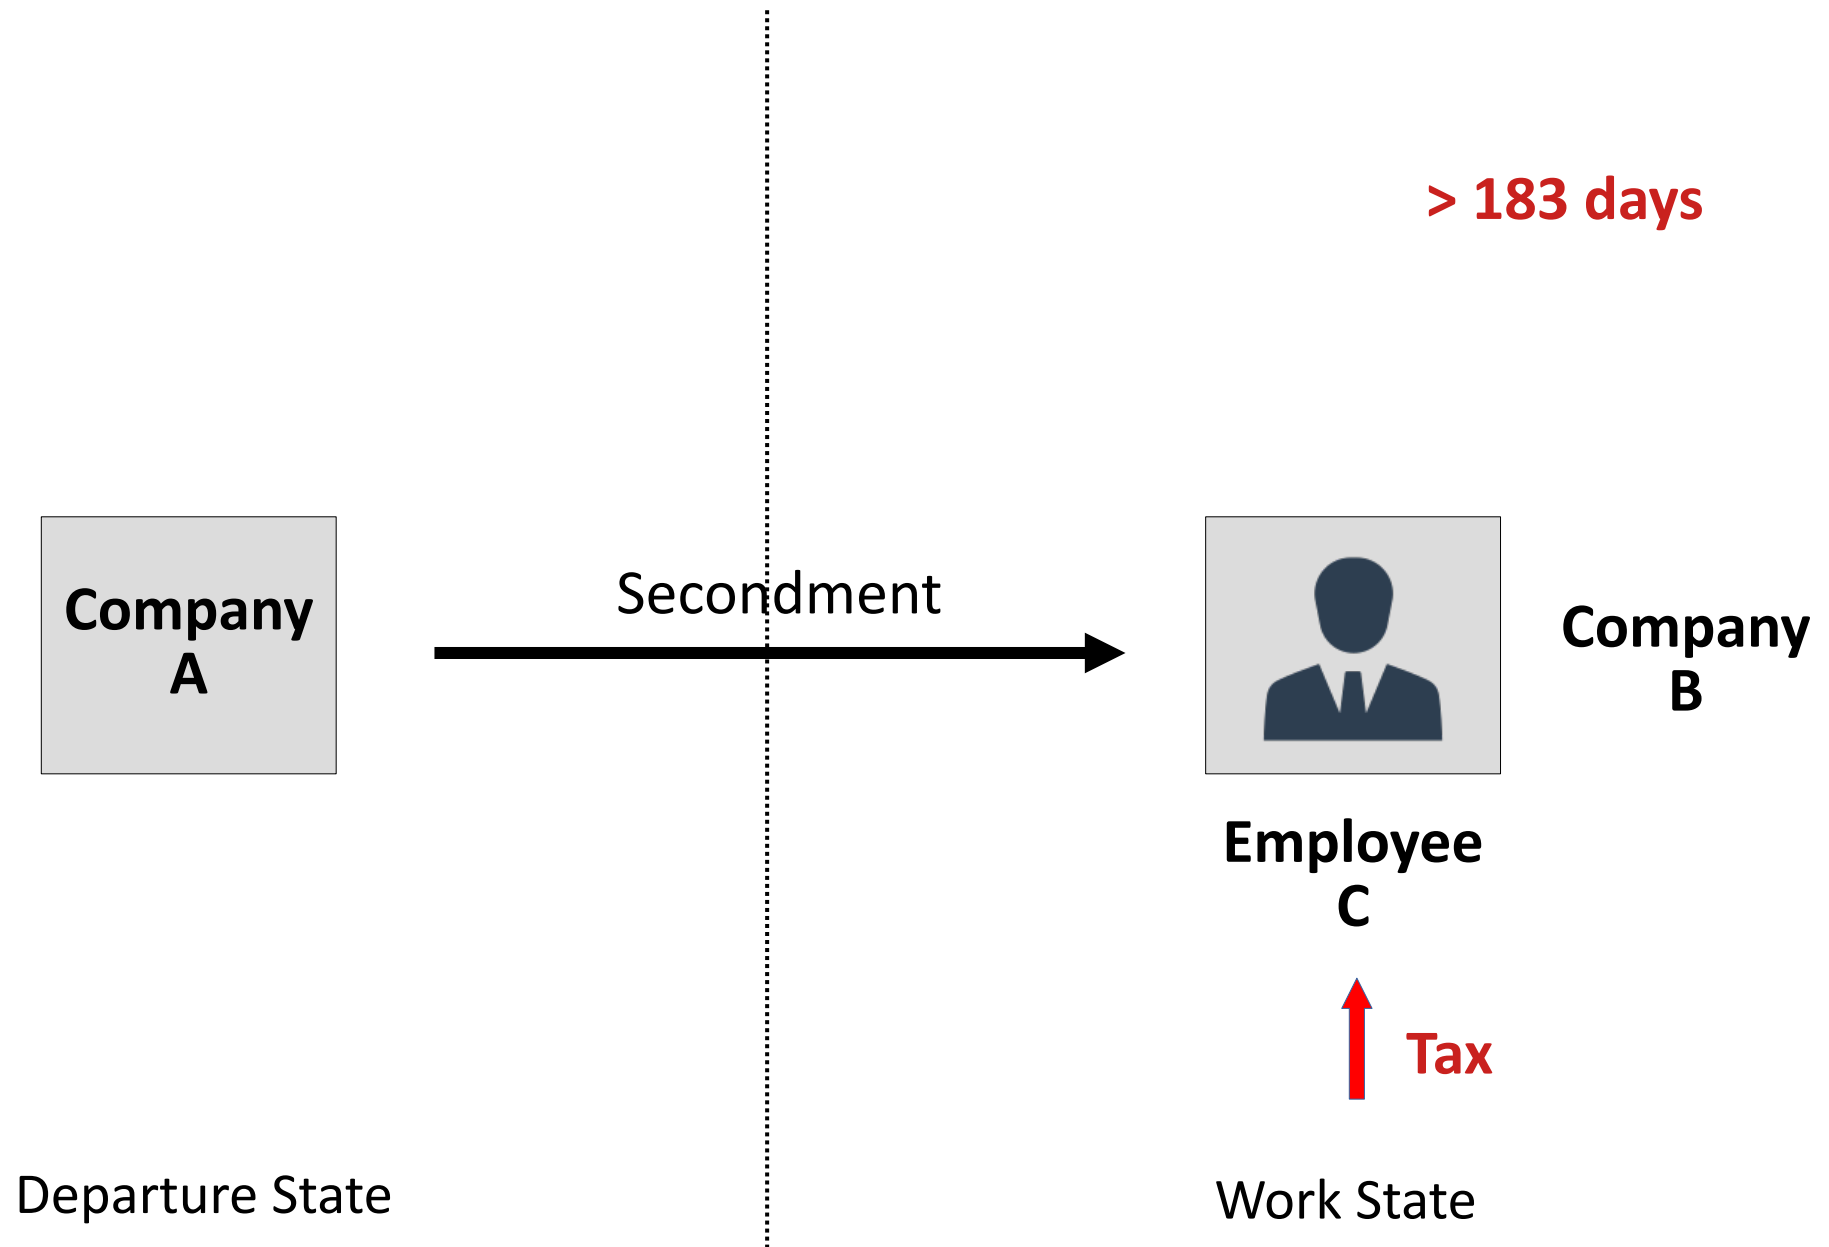 > 183 days
Secondment
Company
A
Company
B
Employee
C
Tax
Departure State
Work State